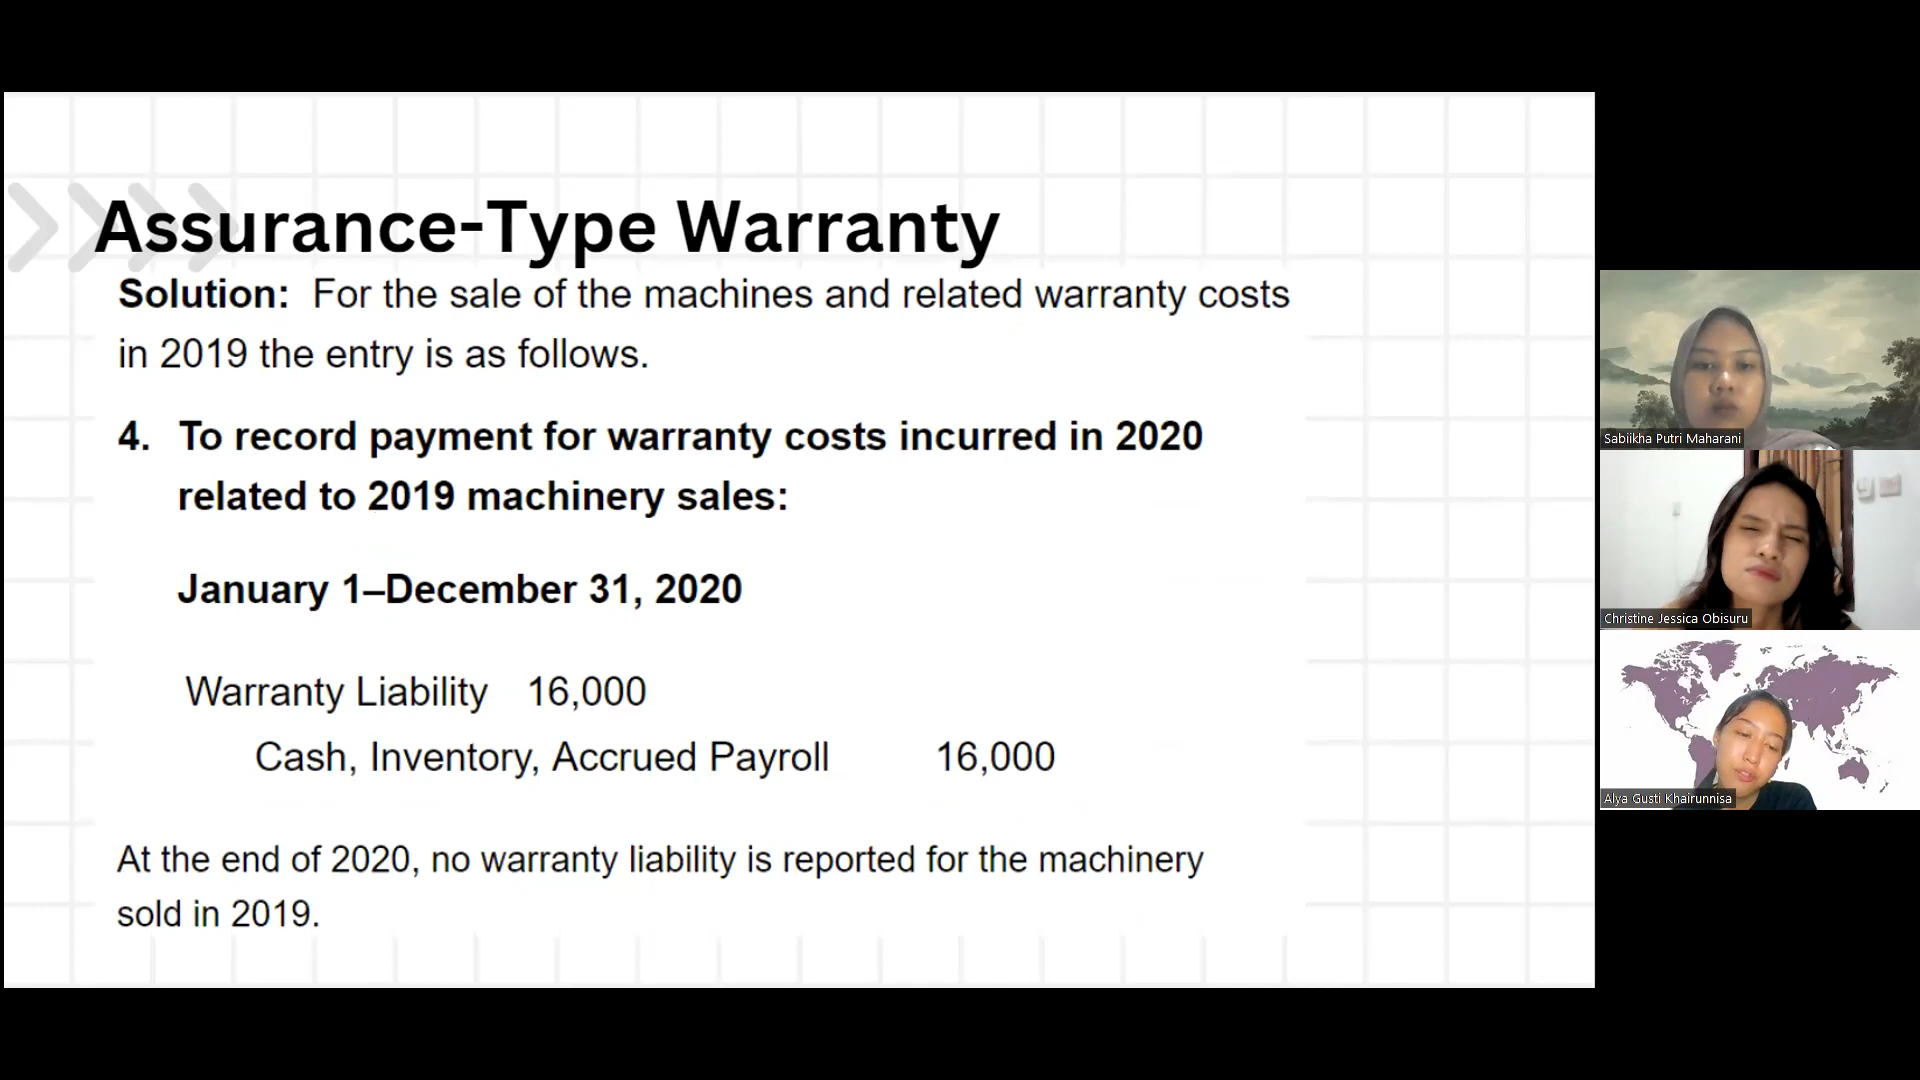 Assurance-Type Warranty
Solution: For the sale of the machines and related warranty costs
in 2019 the entry is as follows.
4. To record payment for warranty costs incurred in 2020
related to 2019 machinery sales:
January 1–December 31, 2020
Warranty Liability 16,000
Cash, Inventory, Accrued Payroll 16,000
At the end of 2020, no warranty liability is reported for the machinery
sold in 2019.
Sabiikha Putri Maharani
Christine Jessica Obisuru
Alya Gusti Khairunnisa